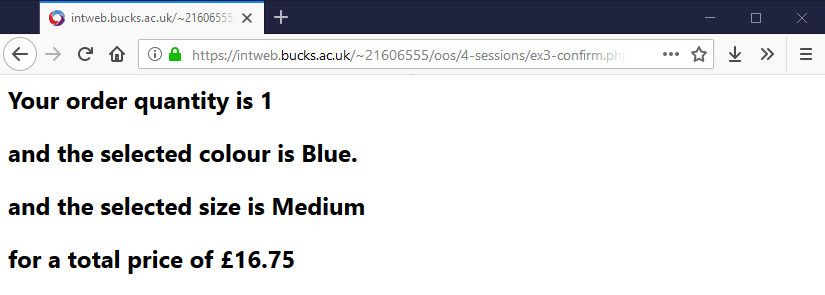 intweb.bucks.ac.uk/~21606555
https://intweb.bucks.ac.uk/~21606555/oos/4-sessions/ex3-confirm.php
Your order quantity is 1
and the selected colour is Blue.
and the selected size is Medium
for a total price of £16.75